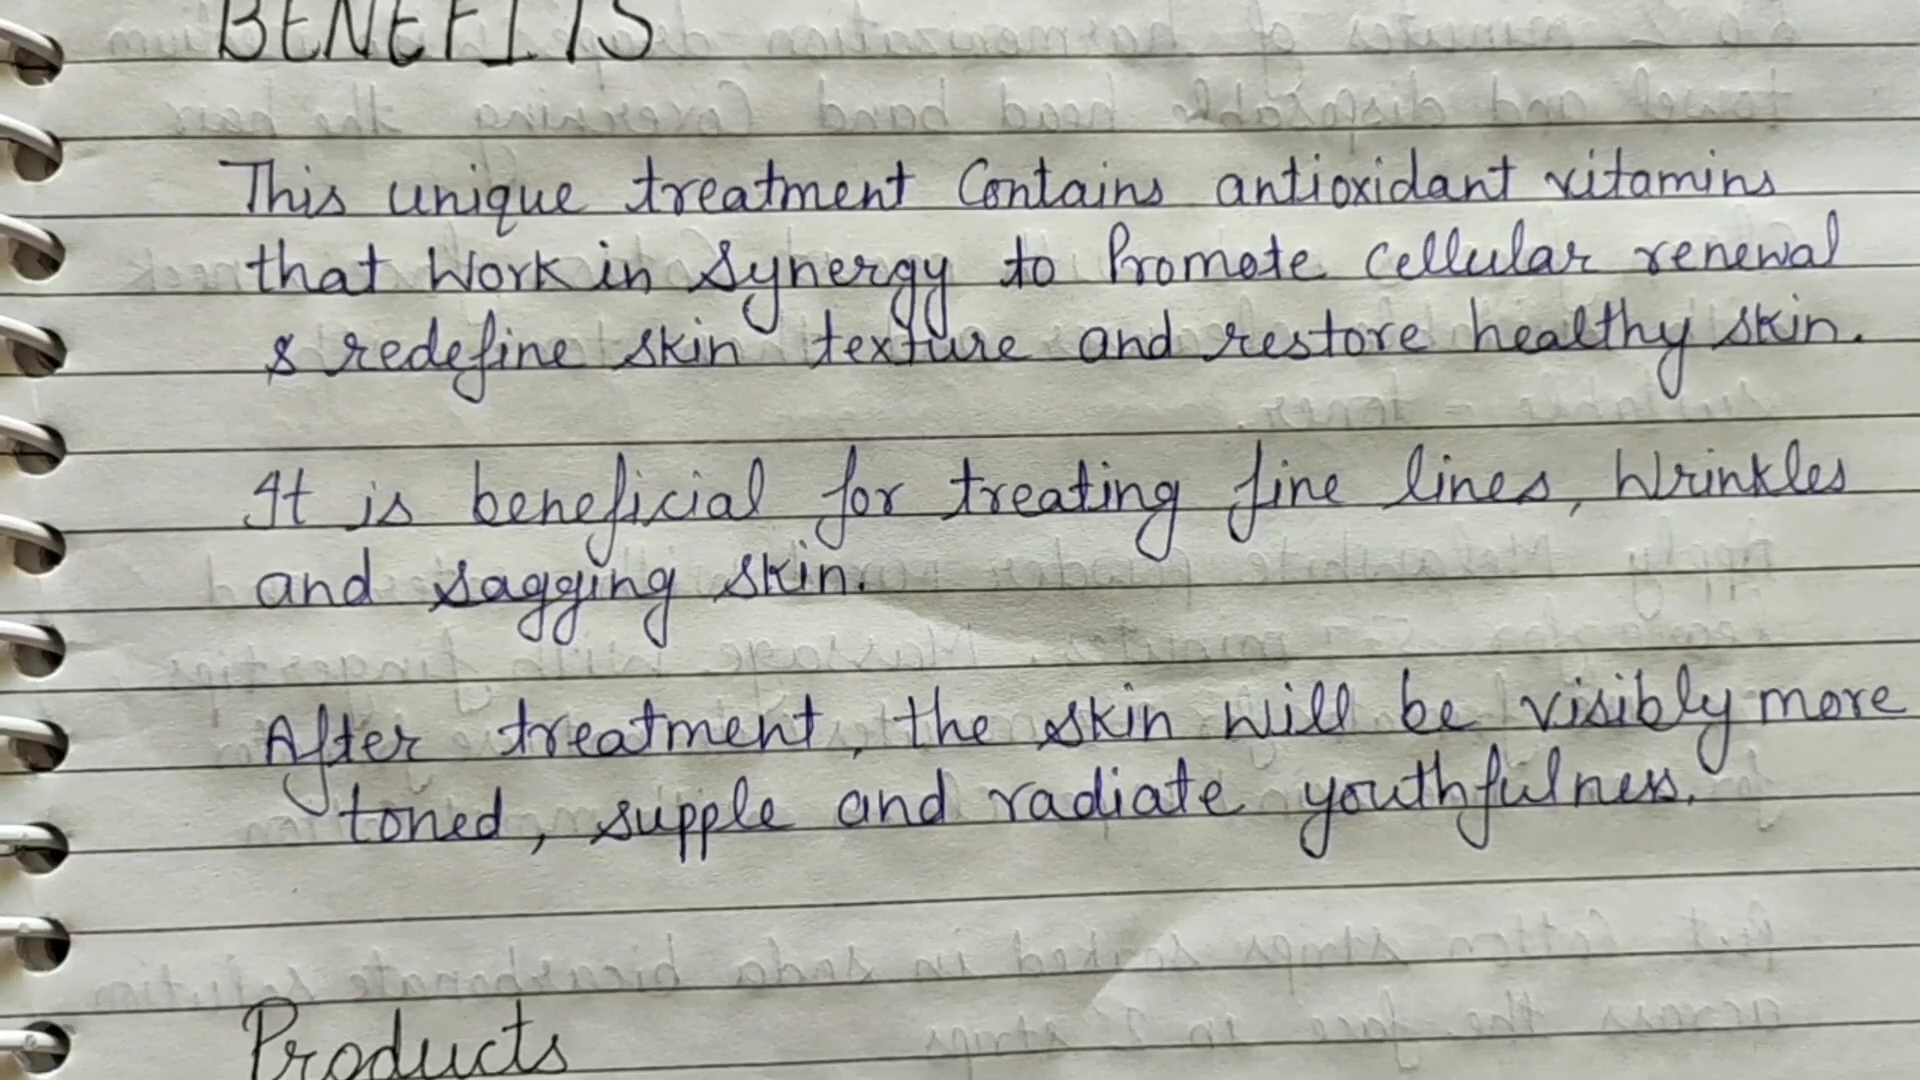 BENEFITS
This unique treatment Contains antioxidant vitamins
that Work in Synergy to Promote cellular renewal
& redefine skin texture and restore healthy skin.
It is beneficial for treating fine lines, Wrinkles
and sagging skin.
After treatment, the skin will be visibly more
toned, supple and radiate youthfulness.
Products